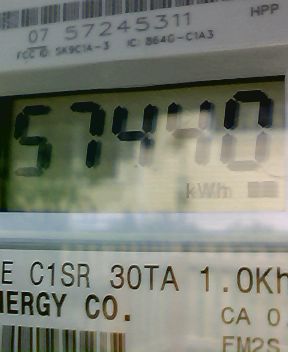 HPP
07 57245311
FCC ID: SK9C1A-3 IC: 864G-C1A3
57440
kWh
E C1SR 30TA 1.0Kh
NERGY CO.
CA 0.
FM2S